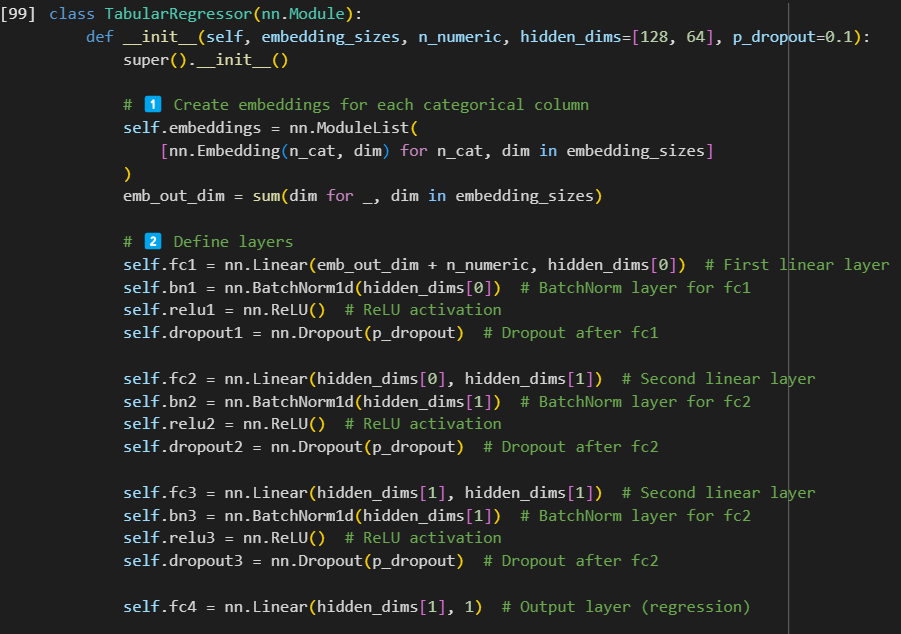 [99] class TabularRegressor(nn.Module):
def __init__(self, embedding_sizes, n_numeric, hidden_dims=[128, 64], p_dropout=0.1):
super().__init__()
# 1️⃣ Create embeddings for each categorical column
self.embeddings = nn.ModuleList(
[nn.Embedding(n_cat, dim) for n_cat, dim in embedding_sizes]
)
emb_out_dim = sum(dim for _, dim in embedding_sizes)
# 2️⃣ Define layers
self.fc1 = nn.Linear(emb_out_dim + n_numeric, hidden_dims[0]) # First linear layer
self.bn1 = nn.BatchNorm1d(hidden_dims[0]) # BatchNorm layer for fc1
self.relu1 = nn.ReLU() # ReLU activation
self.dropout1 = nn.Dropout(p_dropout) # Dropout after fc1
self.fc2 = nn.Linear(hidden_dims[0], hidden_dims[1]) # Second linear layer
self.bn2 = nn.BatchNorm1d(hidden_dims[1]) # BatchNorm layer for fc2
self.relu2 = nn.ReLU() # ReLU activation
self.dropout2 = nn.Dropout(p_dropout) # Dropout after fc2
self.fc3 = nn.Linear(hidden_dims[1], hidden_dims[1]) # Second linear layer
self.bn3 = nn.BatchNorm1d(hidden_dims[1]) # BatchNorm layer for fc2
self.relu3 = nn.ReLU() # ReLU activation
self.dropout3 = nn.Dropout(p_dropout) # Dropout after fc2
self.fc4 = nn.Linear(hidden_dims[1], 1) # Output layer (regression)